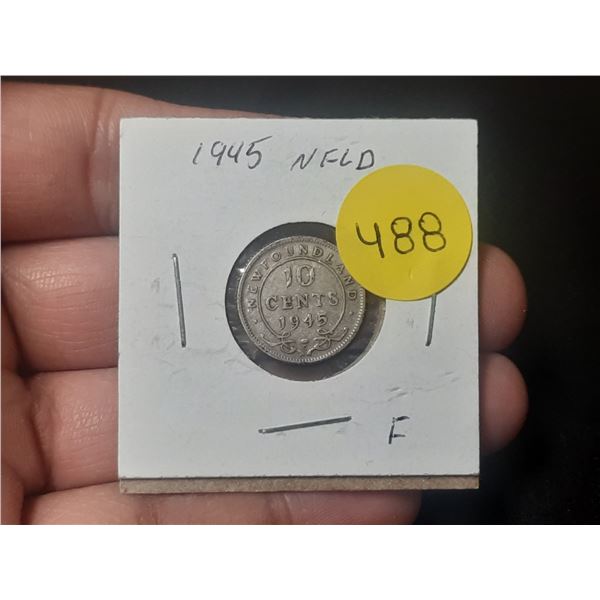 1945 NFLD
488
NEWFOUNDLAND
10
CENTS
1945
F